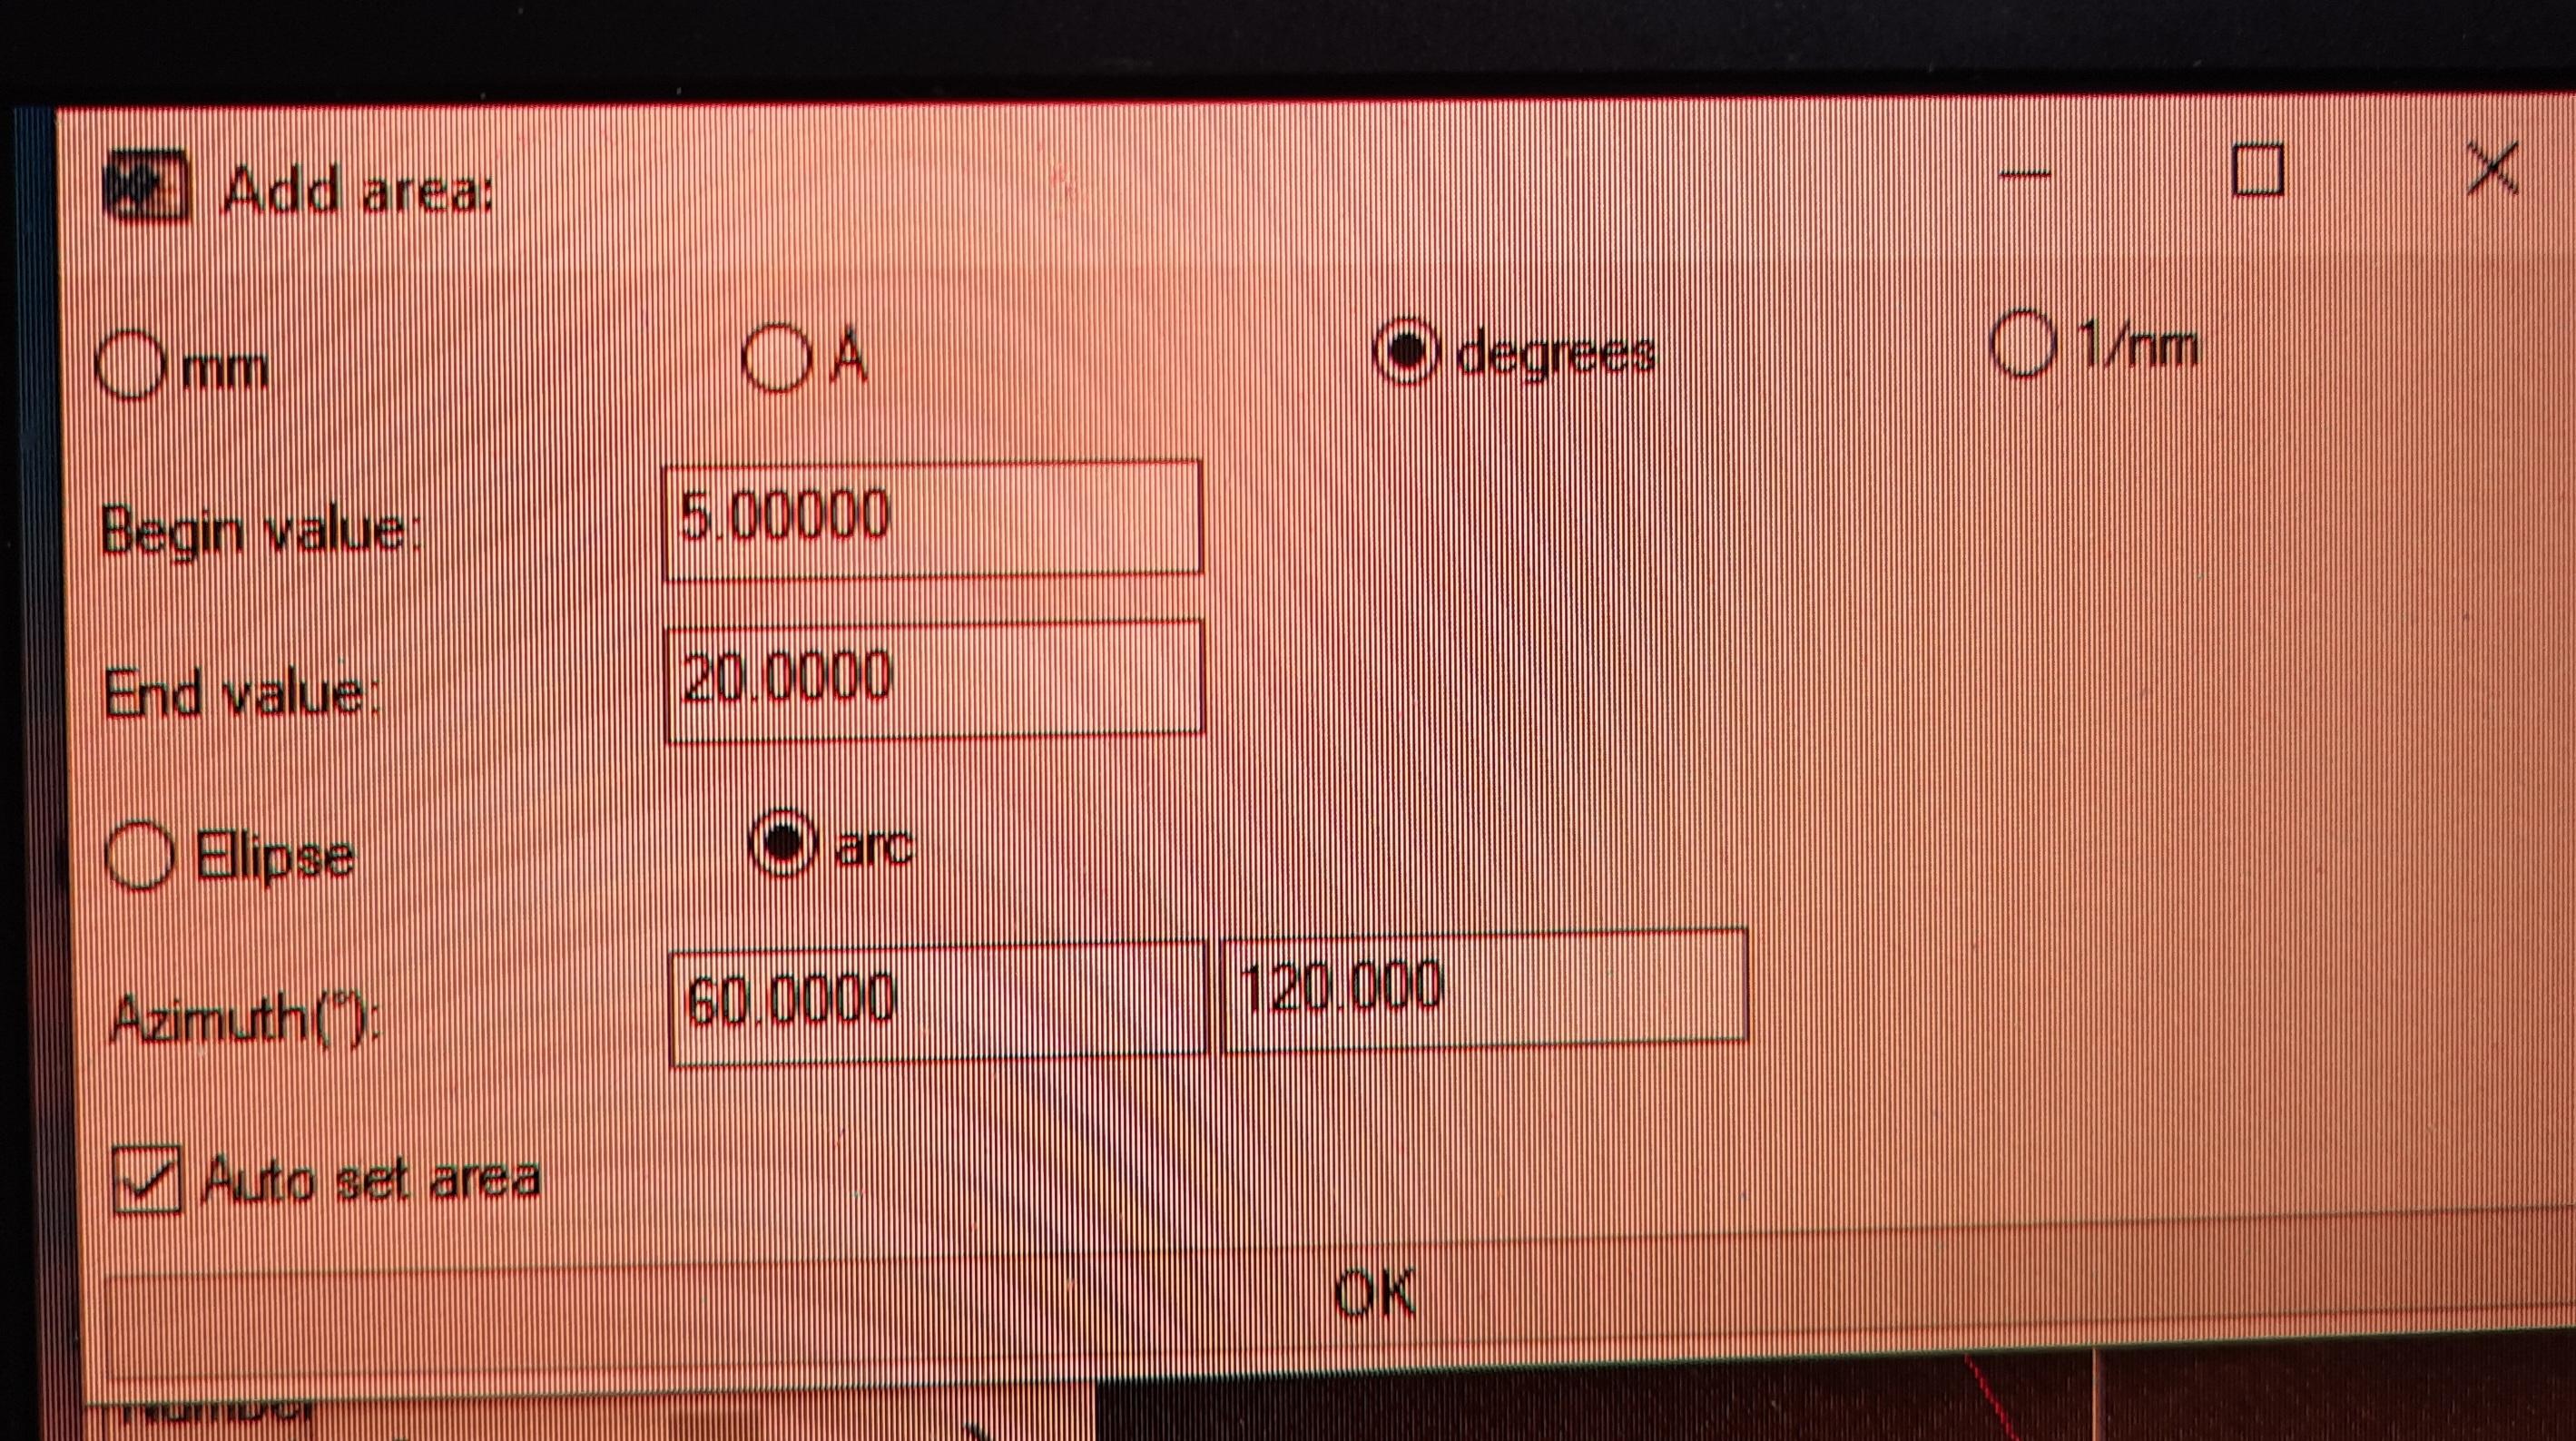 Add area:
mm A degrees 1/nm
Begin value: 5.00000
End value: 20.0000
Ellipse arc
Azimuth(°): 60.0000 120.000
Auto set area
OK
Number